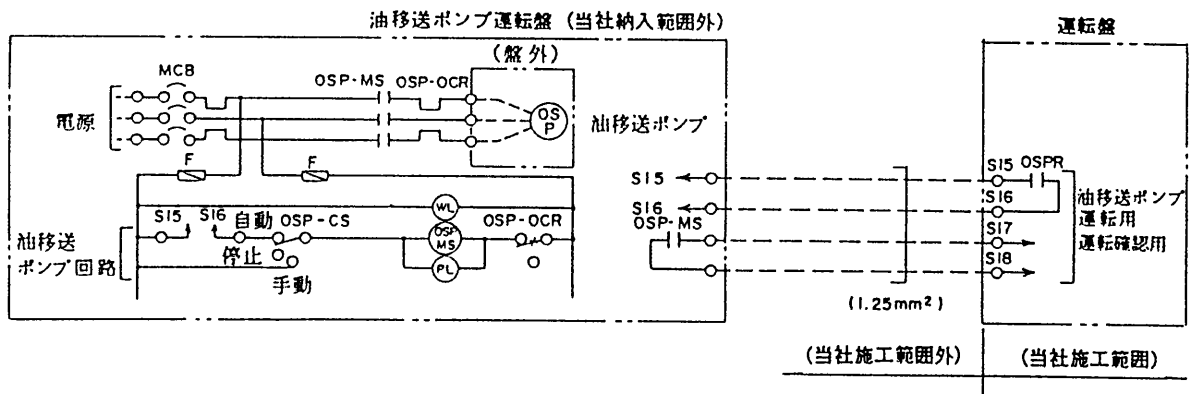 油移送ポンプ運転盤 (当社納入範囲外)
運転盤
(盤外)
MCB
OSP-MS OSP-OCR
電源
OS
P
油移送ポンプ
F
F
S15
S15 OSPR
S16
S16
油移送ポンプ
運転用
WL
S15 S16 自動 OSP-CS
OSP
MS
OSP-OCR
OSP-MS
S17
運転確認用
油移送
ポンプ回路
停止
PL
S18
手動
(1.25mm²)
(当社施工範囲外) (当社施工範囲)